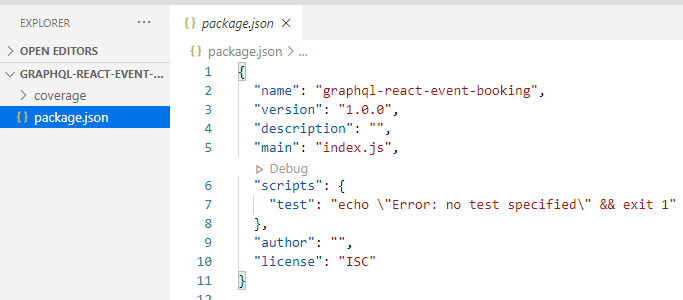 EXPLORER ···
OPEN EDITORS
GRAPHQL-REACT-EVENT-...
coverage
{ } package.json
{ } package.json ×
{ } package.json > ...
1 {
2 "name": "graphql-react-event-booking",
3 "version": "1.0.0",
4 "description": "",
5 "main": "index.js",
Debug
6 "scripts": {
7 "test": "echo \"Error: no test specified\" && exit 1"
8 },
9 "author": "",
10 "license": "ISC"
11 }
12